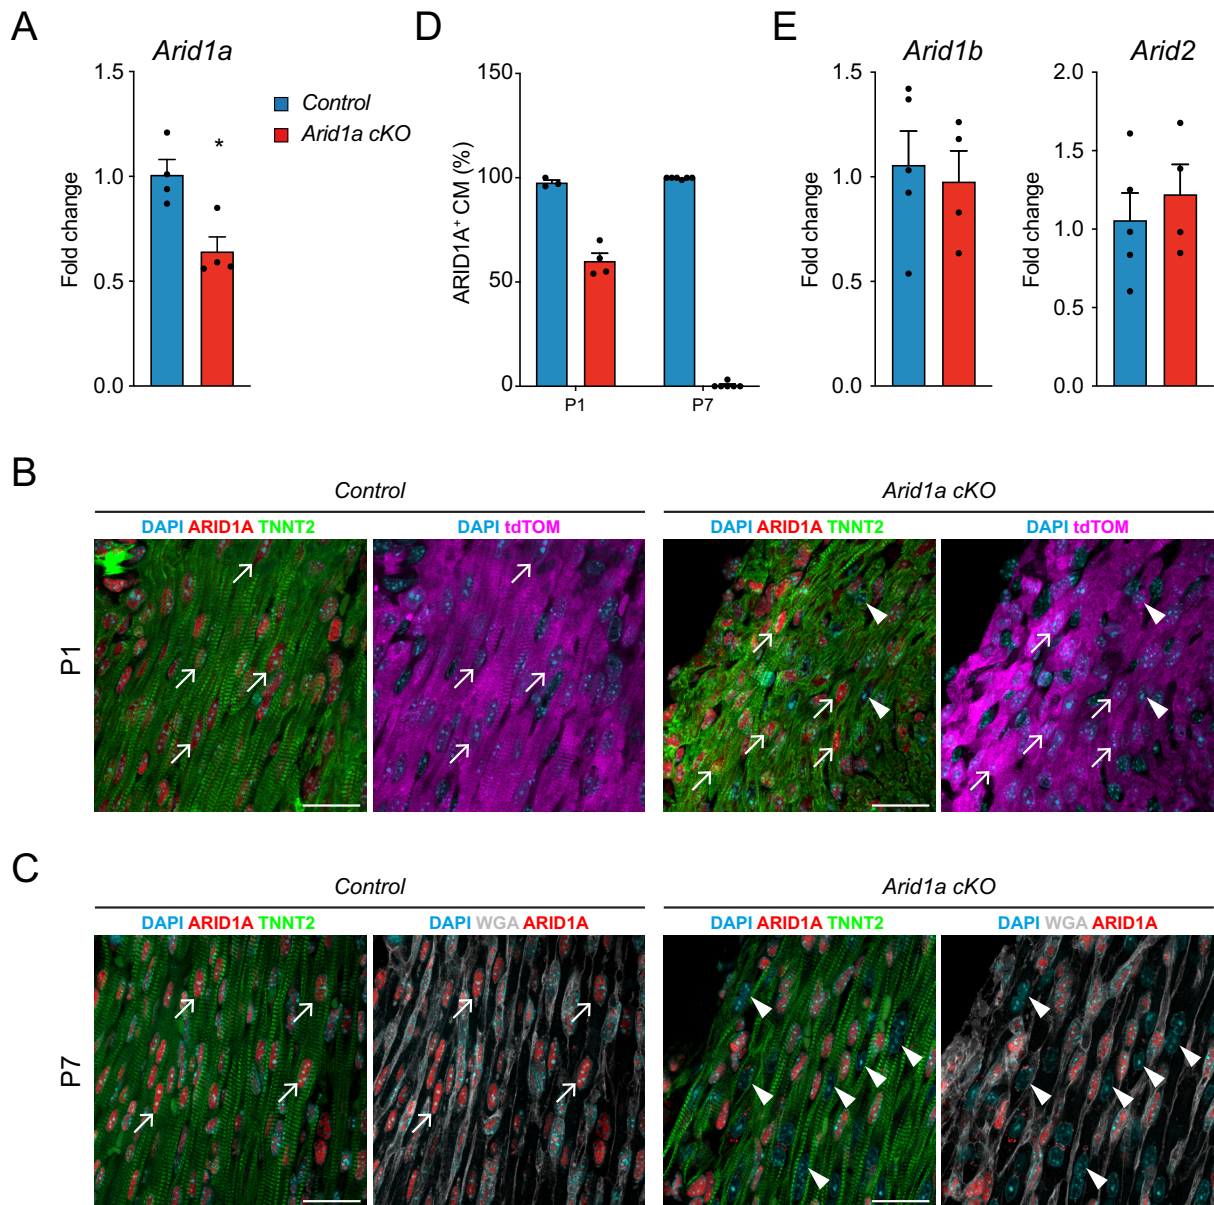 A
Arid1a
Fold change
1.5
1.0
0.5
0.0
*
Control
Arid1a cKO
D
ARID1A⁺ CM (%)
150
100
50
0
P1
P7
E
Arid1b
Fold change
1.5
1.0
0.5
0.0
Arid2
Fold change
2.0
1.5
1.0
0.5
0.0
B
Control
Arid1a cKO
DAPI ARID1A TNNT2
DAPI tdTOM
DAPI ARID1A TNNT2
DAPI tdTOM
P1
C
Control
Arid1a cKO
DAPI ARID1A TNNT2
DAPI WGA ARID1A
DAPI ARID1A TNNT2
DAPI WGA ARID1A
P7